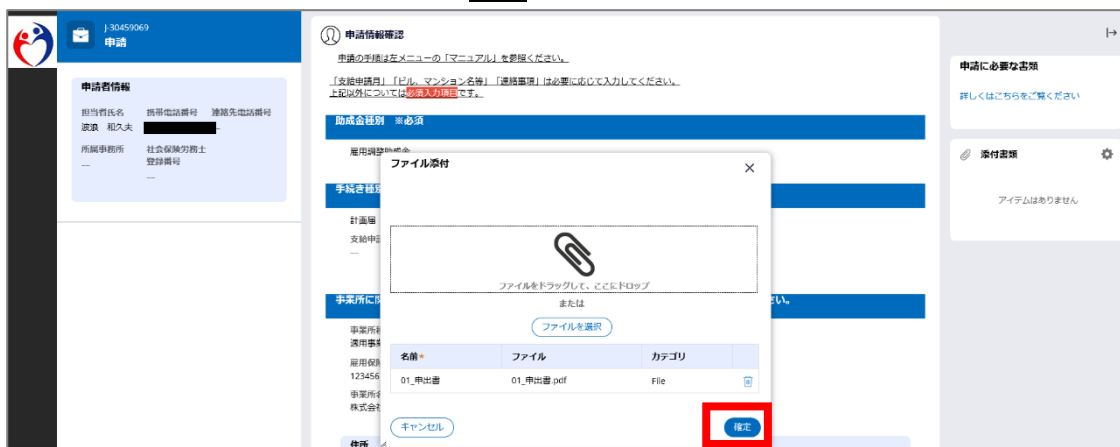 J-30459069
申請
申請者情報
担当者氏名 携帯電話番号 連絡先電話番号
波浪 和久夫
所属事務所 社会保険労務士
登録番号
--
--
申請情報確認
申請の手順は左メニューの「マニュアル」を参照ください。
「支給申請月」「ビル、マンション名等」「連絡事項」は必要に応じて入力してください。
上記以外については必須入力項目です。
助成金種別 ※必須
雇用調整助成金
手続き種別
計画届
支給申請
--
事業所に関
さい。
事業所
適用事業
雇用保険
123456
事業所名
株式会社
住所
ファイル添付
ファイルをドラッグして、ここにドロップ
または
ファイルを選択
名前* ファイル カテゴリ
01_申出書 01_申出書.pdf File
キャンセル 確定
申請に必要な書類
詳しくはこちらをご覧ください
添付書類
アイテムはありません